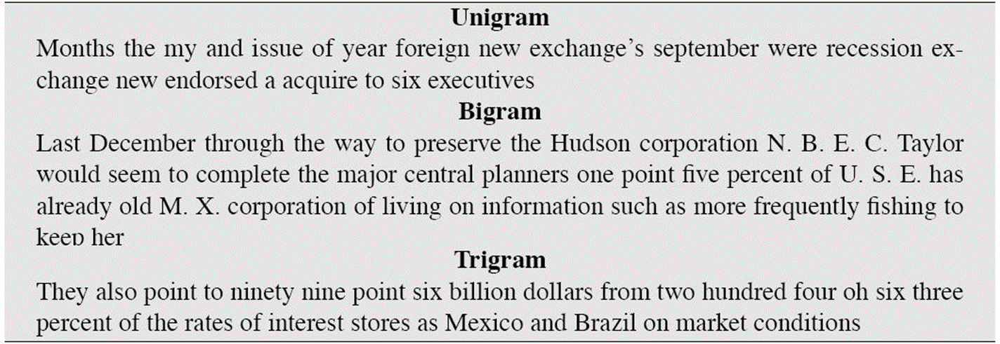 Unigram
Months the my and issue of year foreign new exchange’s september were recession ex-
change new endorsed a acquire to six executives
Bigram
Last December through the way to preserve the Hudson corporation N. B. E. C. Taylor
would seem to complete the major central planners one point five percent of U. S. E. has
already old M. X. corporation of living on information such as more frequently fishing to
keep her
Trigram
They also point to ninety nine point six billion dollars from two hundred four oh six three
percent of the rates of interest stores as Mexico and Brazil on market conditions